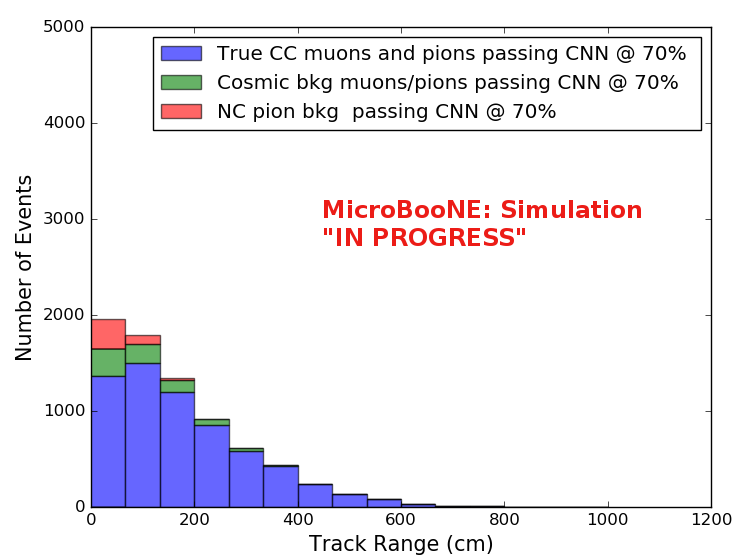 5000
4000
3000
2000
1000
0
Number of Events
True CC muons and pions passing CNN @ 70%
Cosmic bkg muons/pions passing CNN @ 70%
NC pion bkg  passing CNN @ 70%
MicroBooNE: Simulation
"IN PROGRESS"
0 200 400 600 800 1000 1200
Track Range (cm)